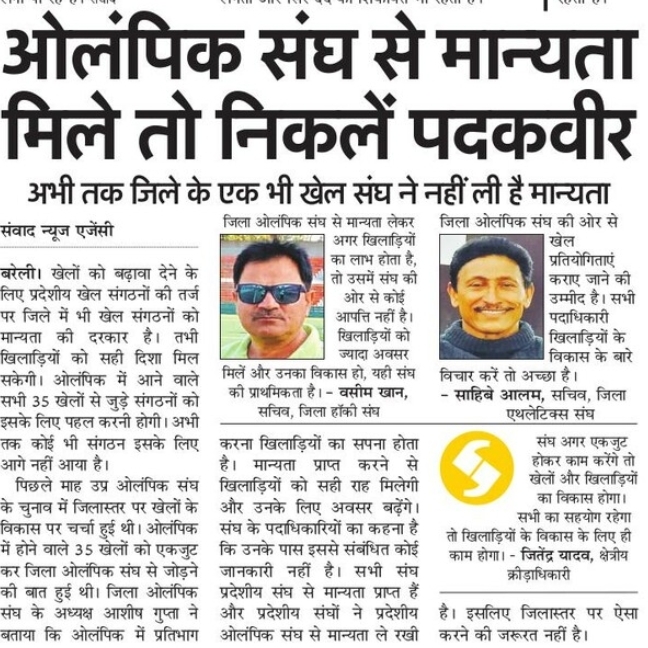 ओलंपिक संघ से मान्यता
मिले तो निकलें पदकवीर
अभी तक जिले के एक भी खेल संघ ने नहीं ली है मान्यता
संवाद न्यूज एजेंसी
बरेली। खेलों को बढ़ावा देने के
लिए प्रदेशीय खेल संगठनों की तर्ज
पर जिले में भी खेल संगठनों को
मान्यता की दरकार है। तभी
खिलाड़ियों को सही दिशा मिल
सकेगी। ओलंपिक में आने वाले
सभी 35 खेलों से जुड़े संगठनों को
इसके लिए पहल करनी होगी। अभी
तक कोई भी संगठन इसके लिए
आगे नहीं आया है।
पिछले माह उप्र ओलंपिक संघ
के चुनाव में जिलास्तर पर खेलों के
विकास पर चर्चा हुई थी। ओलंपिक
में होने वाले 35 खेलों को एकजुट
कर जिला ओलंपिक संघ से जोड़ने
की बात हुई थी। जिला ओलंपिक
संघ के अध्यक्ष आशीष गुप्ता ने
बताया कि ओलंपिक में प्रतिभाग
जिला ओलंपिक संघ से मान्यता लेकर
अगर खिलाड़ियों
का लाभ होता है,
तो उसमें संघ की
ओर से कोई
आपत्ति नहीं है।
खिलाड़ियों को
ज्यादा अवसर
मिलें और उनका विकास हो, यही संघ
की प्राथमिकता है। - वसीम खान,
सचिव, जिला हॉकी संघ
जिला ओलंपिक संघ की ओर से
खेल
प्रतियोगिताएं
कराए जाने की
उम्मीद है। सभी
पदाधिकारी
खिलाड़ियों के
विकास के बारे
विचार करें तो अच्छा है।
- साहिबे आलम, सचिव, जिला
एथलेटिक्स संघ
करना खिलाड़ियों का सपना होता
है। मान्यता प्राप्त करने से
खिलाड़ियों को सही राह मिलेगी
और उनके लिए अवसर बढ़ेंगे।
संघ के पदाधिकारियों का कहना है
कि उनके पास इससे संबंधित कोई
जानकारी नहीं है। सभी संघ
प्रदेशीय संघ से मान्यता प्राप्त हैं
और प्रदेशीय संघों ने प्रदेशीय
ओलंपिक संघ से मान्यता ले रखी
संघ अगर एकजुट
होकर काम करेंगे तो
खेलों और खिलाड़ियों
का विकास होगा।
सभी का सहयोग रहेगा
तो खिलाड़ियों के विकास के लिए ही
काम होगा। - जितेंद्र यादव, क्षेत्रीय
क्रीड़ाधिकारी
है। इसलिए जिलास्तर पर ऐसा
करने की जरूरत नहीं है।